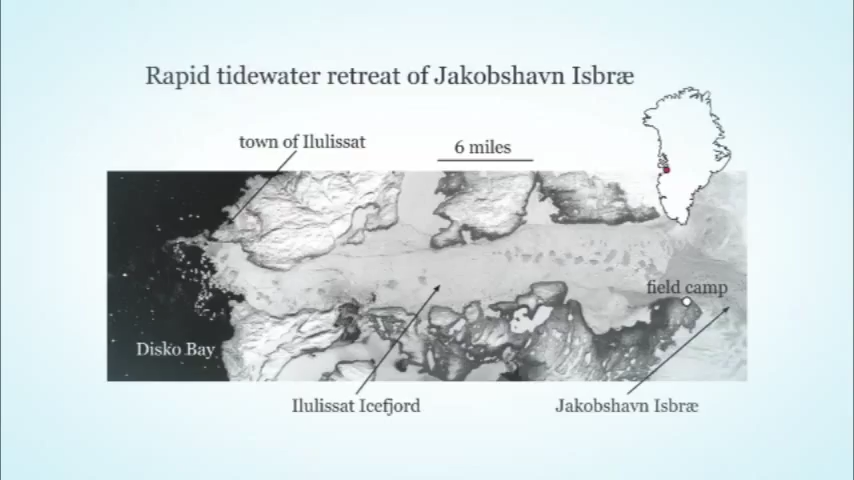 Rapid tidewater retreat of Jakobshavn Isbræ
town of Ilulissat
6 miles
field camp
Disko Bay
Ilulissat Icefjord
Jakobshavn Isbræ